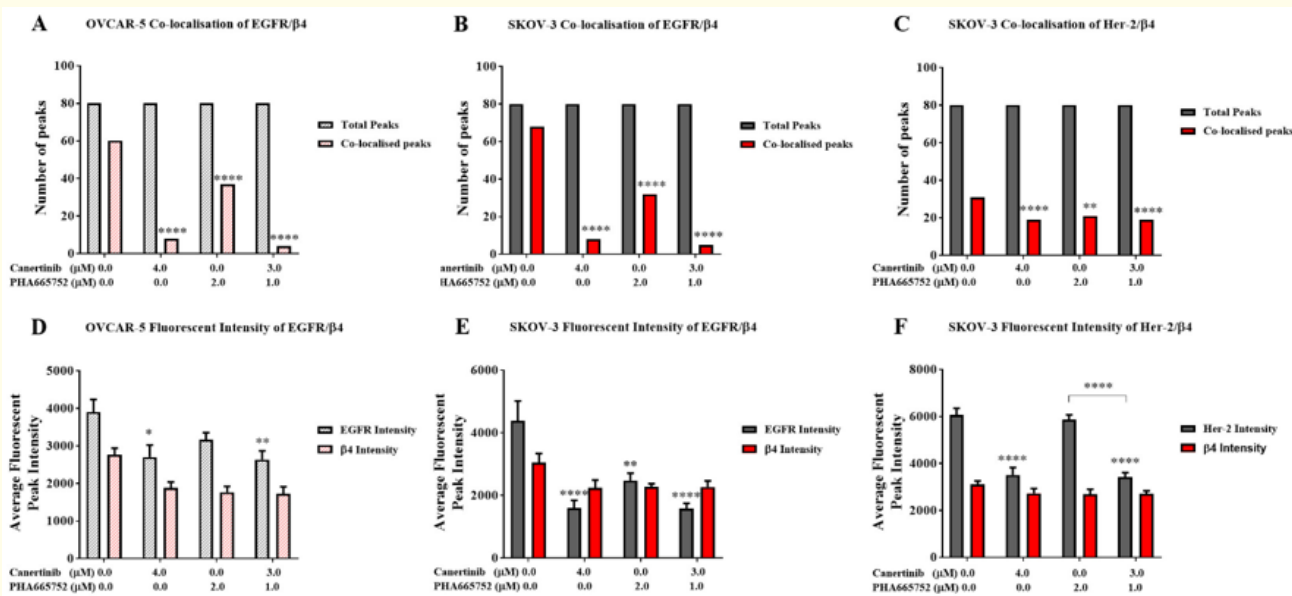 A OVCAR-5 Co-localisation of EGFR/β4
Number of peaks
100
80
60
40
20
0
**** **** ****
Total Peaks
Co-localised peaks
Canertinib (μM) 0.0 4.0 0.0 3.0
PHA665752 (μM) 0.0 0.0 2.0 1.0
B SKOV-3 Co-localisation of EGFR/β4
Number of peaks
100
80
60
40
20
0
**** **** ****
Total Peaks
Co-localised peaks
anertinib (μM) 0.0 4.0 0.0 3.0
HA665752 (μM) 0.0 0.0 2.0 1.0
C SKOV-3 Co-localisation of Her-2/β4
Number of peaks
100
80
60
40
20
0
**** ** ****
Total Peaks
Co-localised peaks
Canertinib (μM) 0.0 4.0 0.0 3.0
PHA665752 (μM) 0.0 0.0 2.0 1.0
D OVCAR-5 Fluorescent Intensity of EGFR/β4
Average Fluorescent
Peak Intensity
5000
4000
3000
2000
1000
0
* **
EGFR Intensity
β4 Intensity
Canertinib (μM) 0.0 4.0 0.0 3.0
PHA665752 (μM) 0.0 0.0 2.0 1.0
E SKOV-3 Fluorescent Intensity of EGFR/β4
Average Fluorescent
Peak Intensity
6000
4000
2000
0
**** ** ****
EGFR Intensity
β4 Intensity
Canertinib (μM) 0.0 4.0 0.0 3.0
PHA665752 (μM) 0.0 0.0 2.0 1.0
F SKOV-3 Fluorescent Intensity of Her-2/β4
Average Fluorescent
Peak Intensity
8000
6000
4000
2000
0
****
**** ****
Her-2 Intensity
β4 Intensity
Canertinib (μM) 0.0 4.0 0.0 3.0
PHA665752 (μM) 0.0 0.0 2.0 1.0